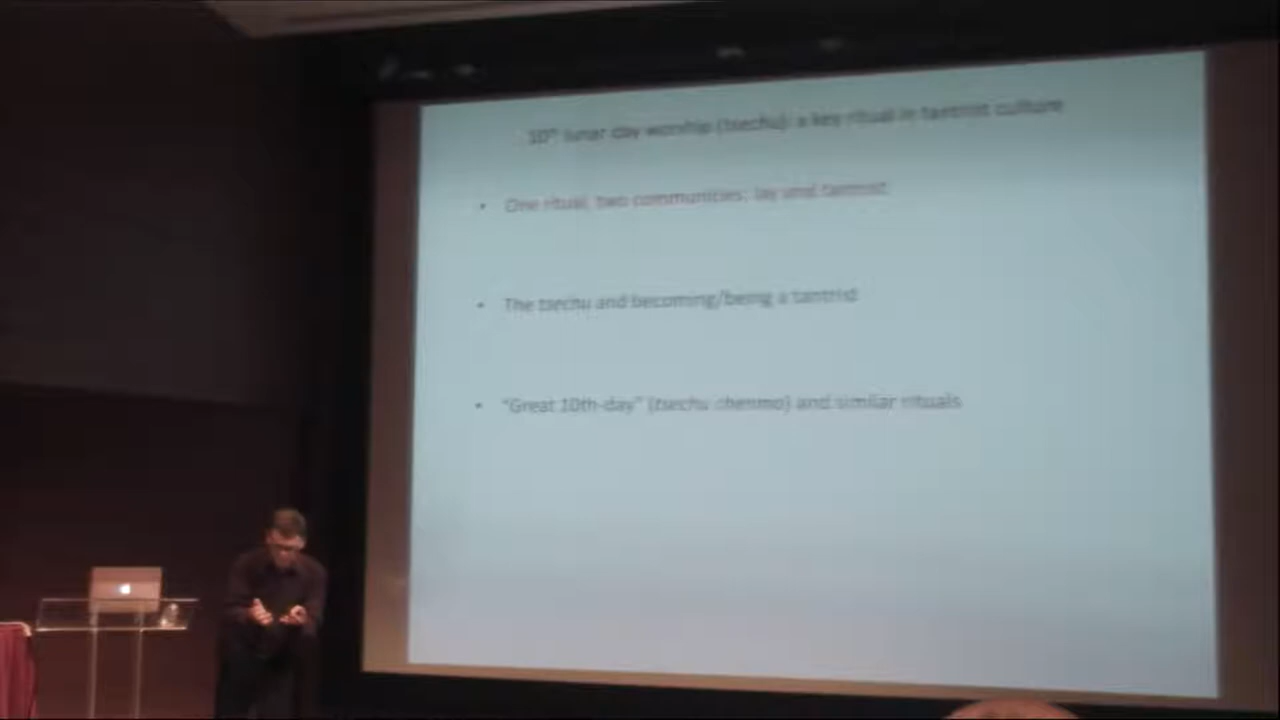 10th lunar day worship (tsechu): a key ritual in tantrist culture
• One ritual, two communities: lay and tantrist
• The tsechu and becoming/being a tantrist
• "Great 10th-day" (tsechu chenmo) and similar rituals